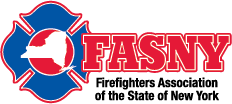 FASNY
Firefighters Association
of the State of New York